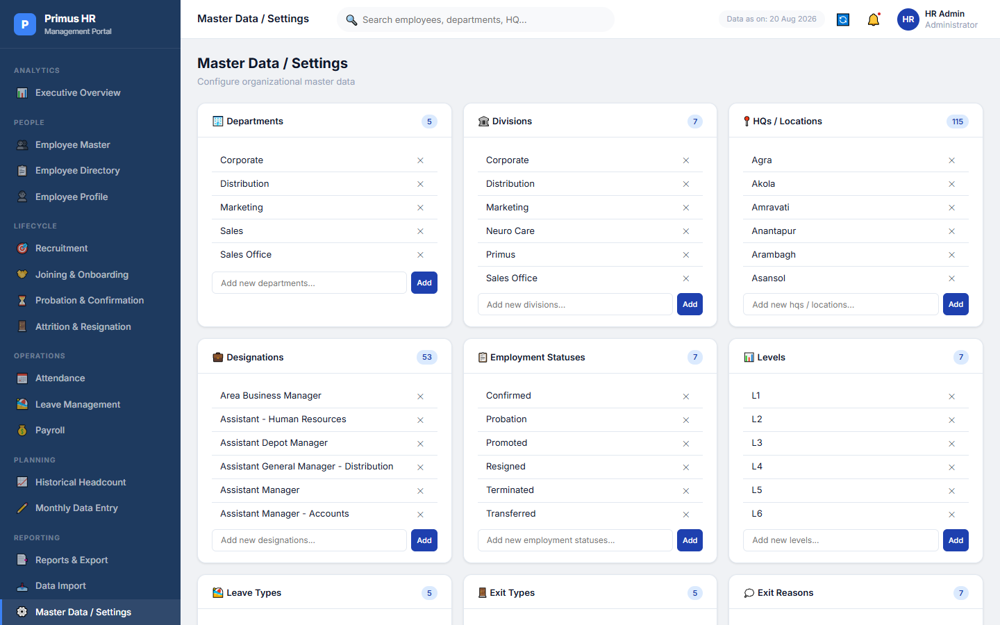 P
Primus HR
Management Portal
ANALYTICS
Executive Overview
PEOPLE
Employee Master
Employee Directory
Employee Profile
LIFECYCLE
Recruitment
Joining & Onboarding
Probation & Confirmation
Attrition & Resignation
OPERATIONS
Attendance
Leave Management
Payroll
PLANNING
Historical Headcount
Monthly Data Entry
REPORTING
Reports & Export
Data Import
Master Data / Settings
Master Data / Settings
Search employees, departments, HQ...
Data as on: 20 Aug 2026
HR
HR Admin
Administrator
Master Data / Settings
Configure organizational master data
Departments 5
Corporate
Distribution
Marketing
Sales
Sales Office
Add new departments... Add
Divisions 7
Corporate
Distribution
Marketing
Neuro Care
Primus
Sales Office
Add new divisions... Add
HQs / Locations 115
Agra
Akola
Amravati
Anantapur
Arambagh
Asansol
Add new hqs / locations... Add
Designations 53
Area Business Manager
Assistant - Human Resources
Assistant Depot Manager
Assistant General Manager - Distribution
Assistant Manager
Assistant Manager - Accounts
Add new designations... Add
Employment Statuses 7
Confirmed
Probation
Promoted
Resigned
Terminated
Transferred
Add new employment statuses... Add
Levels 7
L1
L2
L3
L4
L5
L6
Add new levels... Add
Leave Types 5
Exit Types 5
Exit Reasons 7